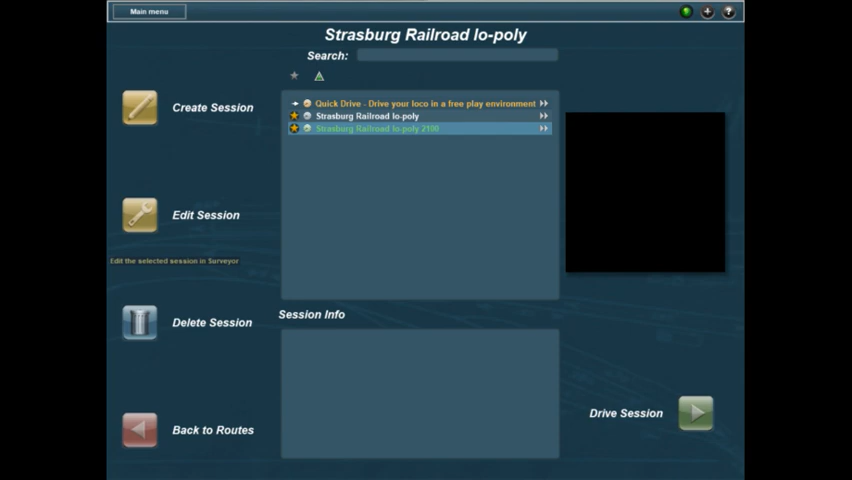 Main menu
Strasburg Railroad lo-poly
Search:
Create Session
Quick Drive - Drive your loco in a free play environment
Strasburg Railroad lo-poly
Strasburg Railroad lo-poly 2100
Edit Session
Edit the selected session in Surveyor
Session Info
Delete Session
Drive Session
Back to Routes